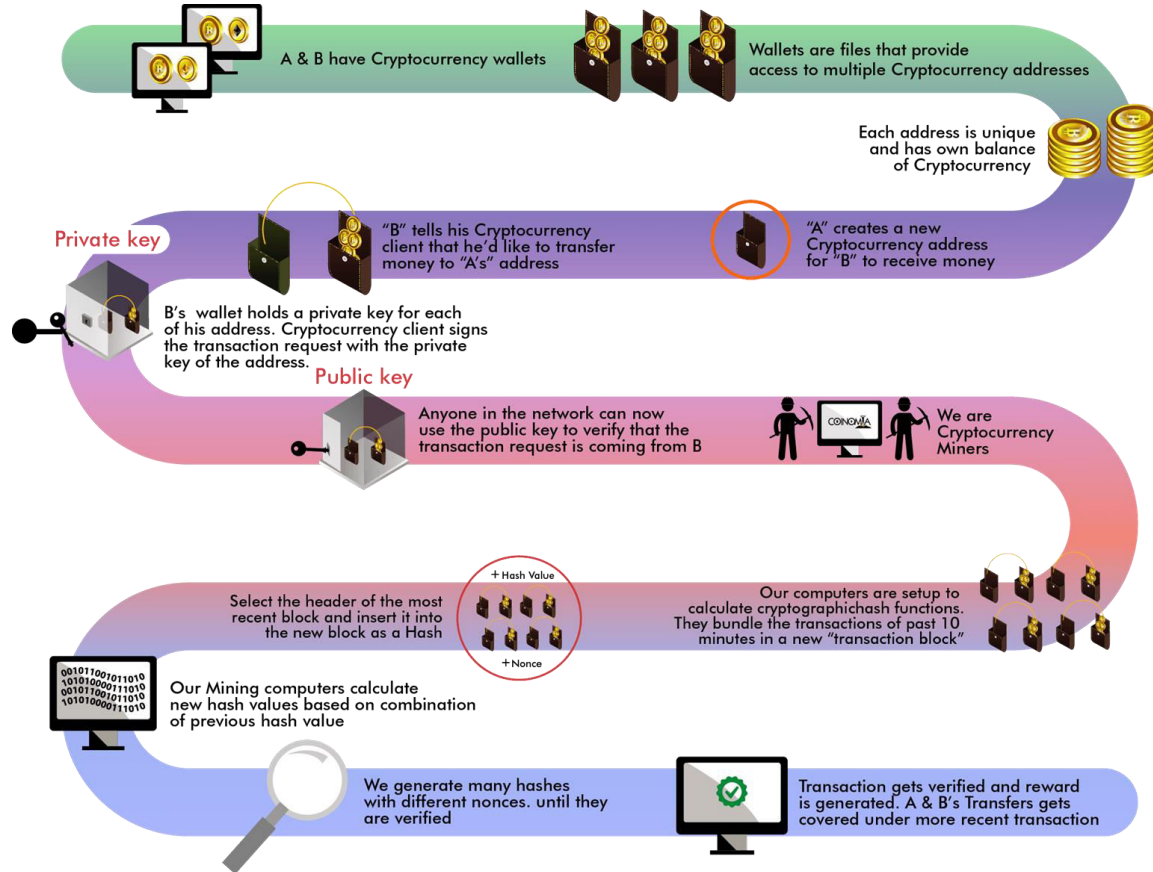 A & B have Cryptocurrency wallets
Wallets are files that provide
access to multiple Cryptocurrency addresses
Each address is unique
and has own balance
of Cryptocurrency
"A" creates a new
Cryptocurrency address
for "B" to receive money
"B" tells his Cryptocurrency
client that he'd like to transfer
money to "A's" address
Private key
B's wallet holds a private key for each
of his address. Cryptocurrency client signs
the transaction request with the private
key of the address.
Public key
Anyone in the network can now
use the public key to verify that the
transaction request is coming from B
COINOMIA
We are
Cryptocurrency
Miners
Our computers are setup to
calculate cryptographichash functions.
They bundle the transactions of past 10
minutes in a new "transaction block"
+ Hash Value
+ Nonce
Select the header of the most
recent block and insert it into
the new block as a Hash
001011001011010
101010000111010
001011001011010
101010000111010
Our Mining computers calculate
new hash values based on combination
of previous hash value
We generate many hashes
with different nonces. until they
are verified
Transaction gets verified and reward
is generated. A & B's Transfers gets
covered under more recent transaction